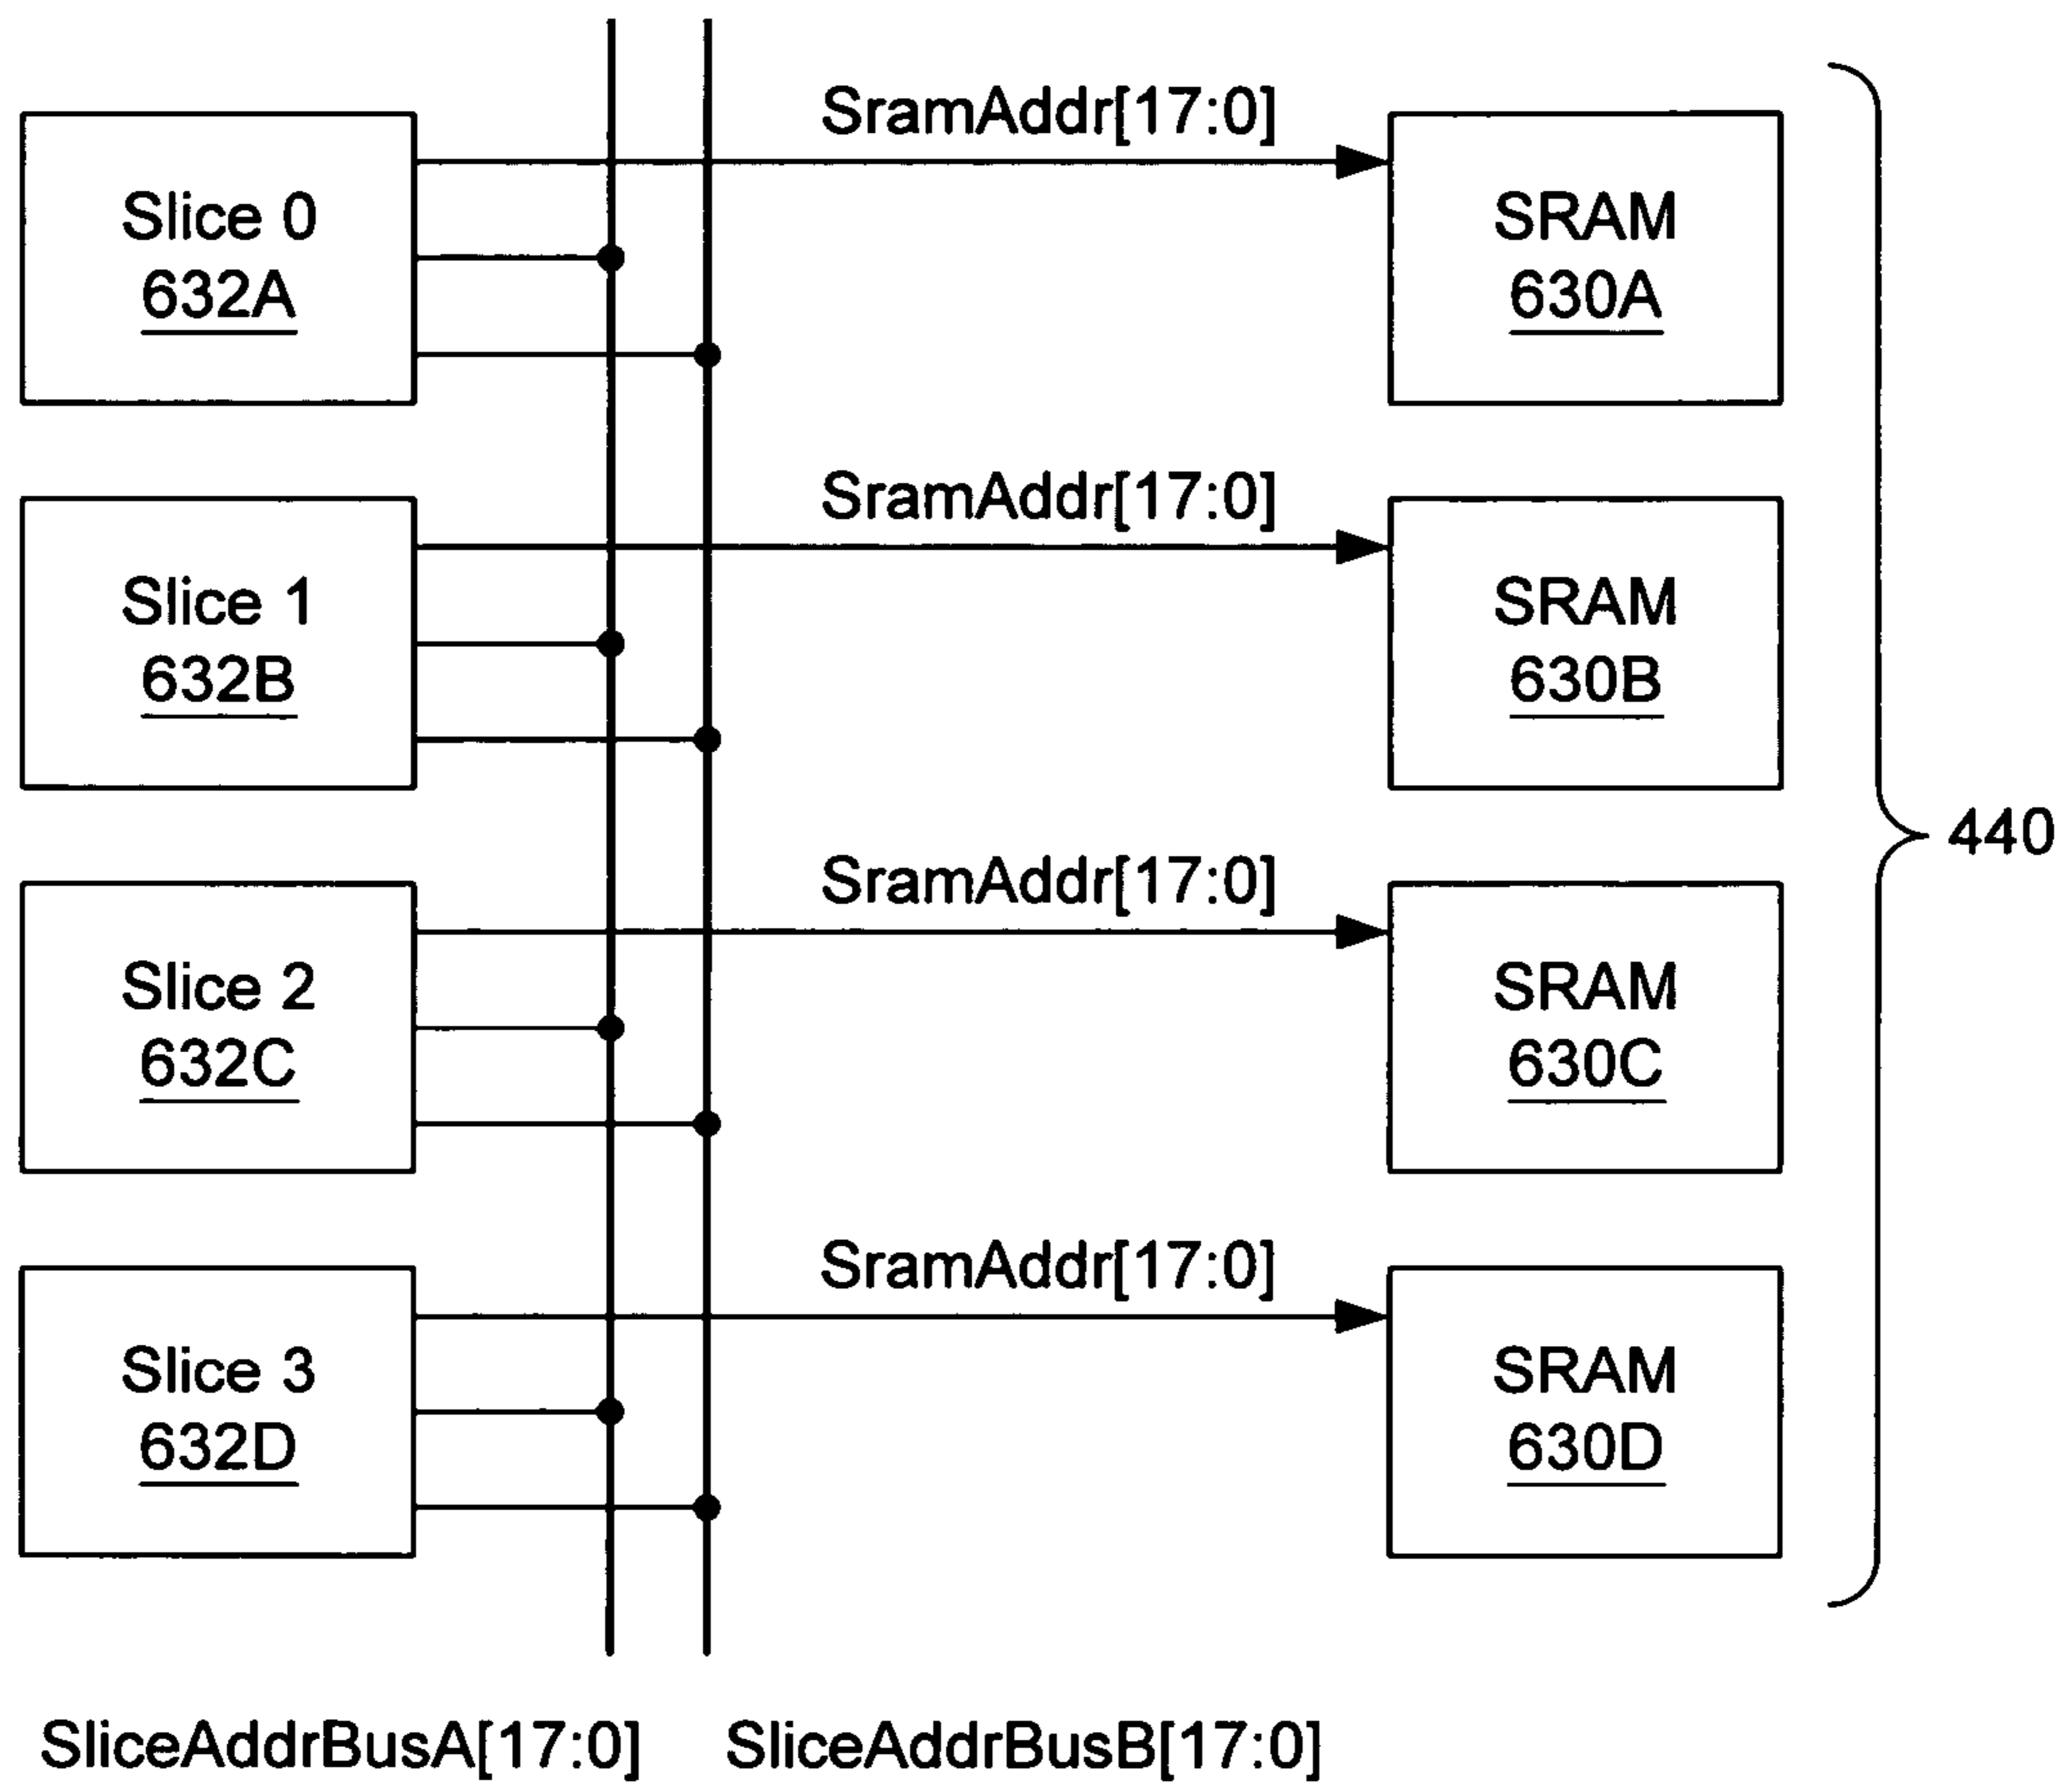 SramAddr[17:0]
Slice 0
632A
SRAM
630A
SramAddr[17:0]
Slice 1
632B
SRAM
630B
440
SramAddr[17:0]
Slice 2
632C
SRAM
630C
SramAddr[17:0]
Slice 3
632D
SRAM
630D
SliceAddrBusA[17:0]
SliceAddrBusB[17:0]